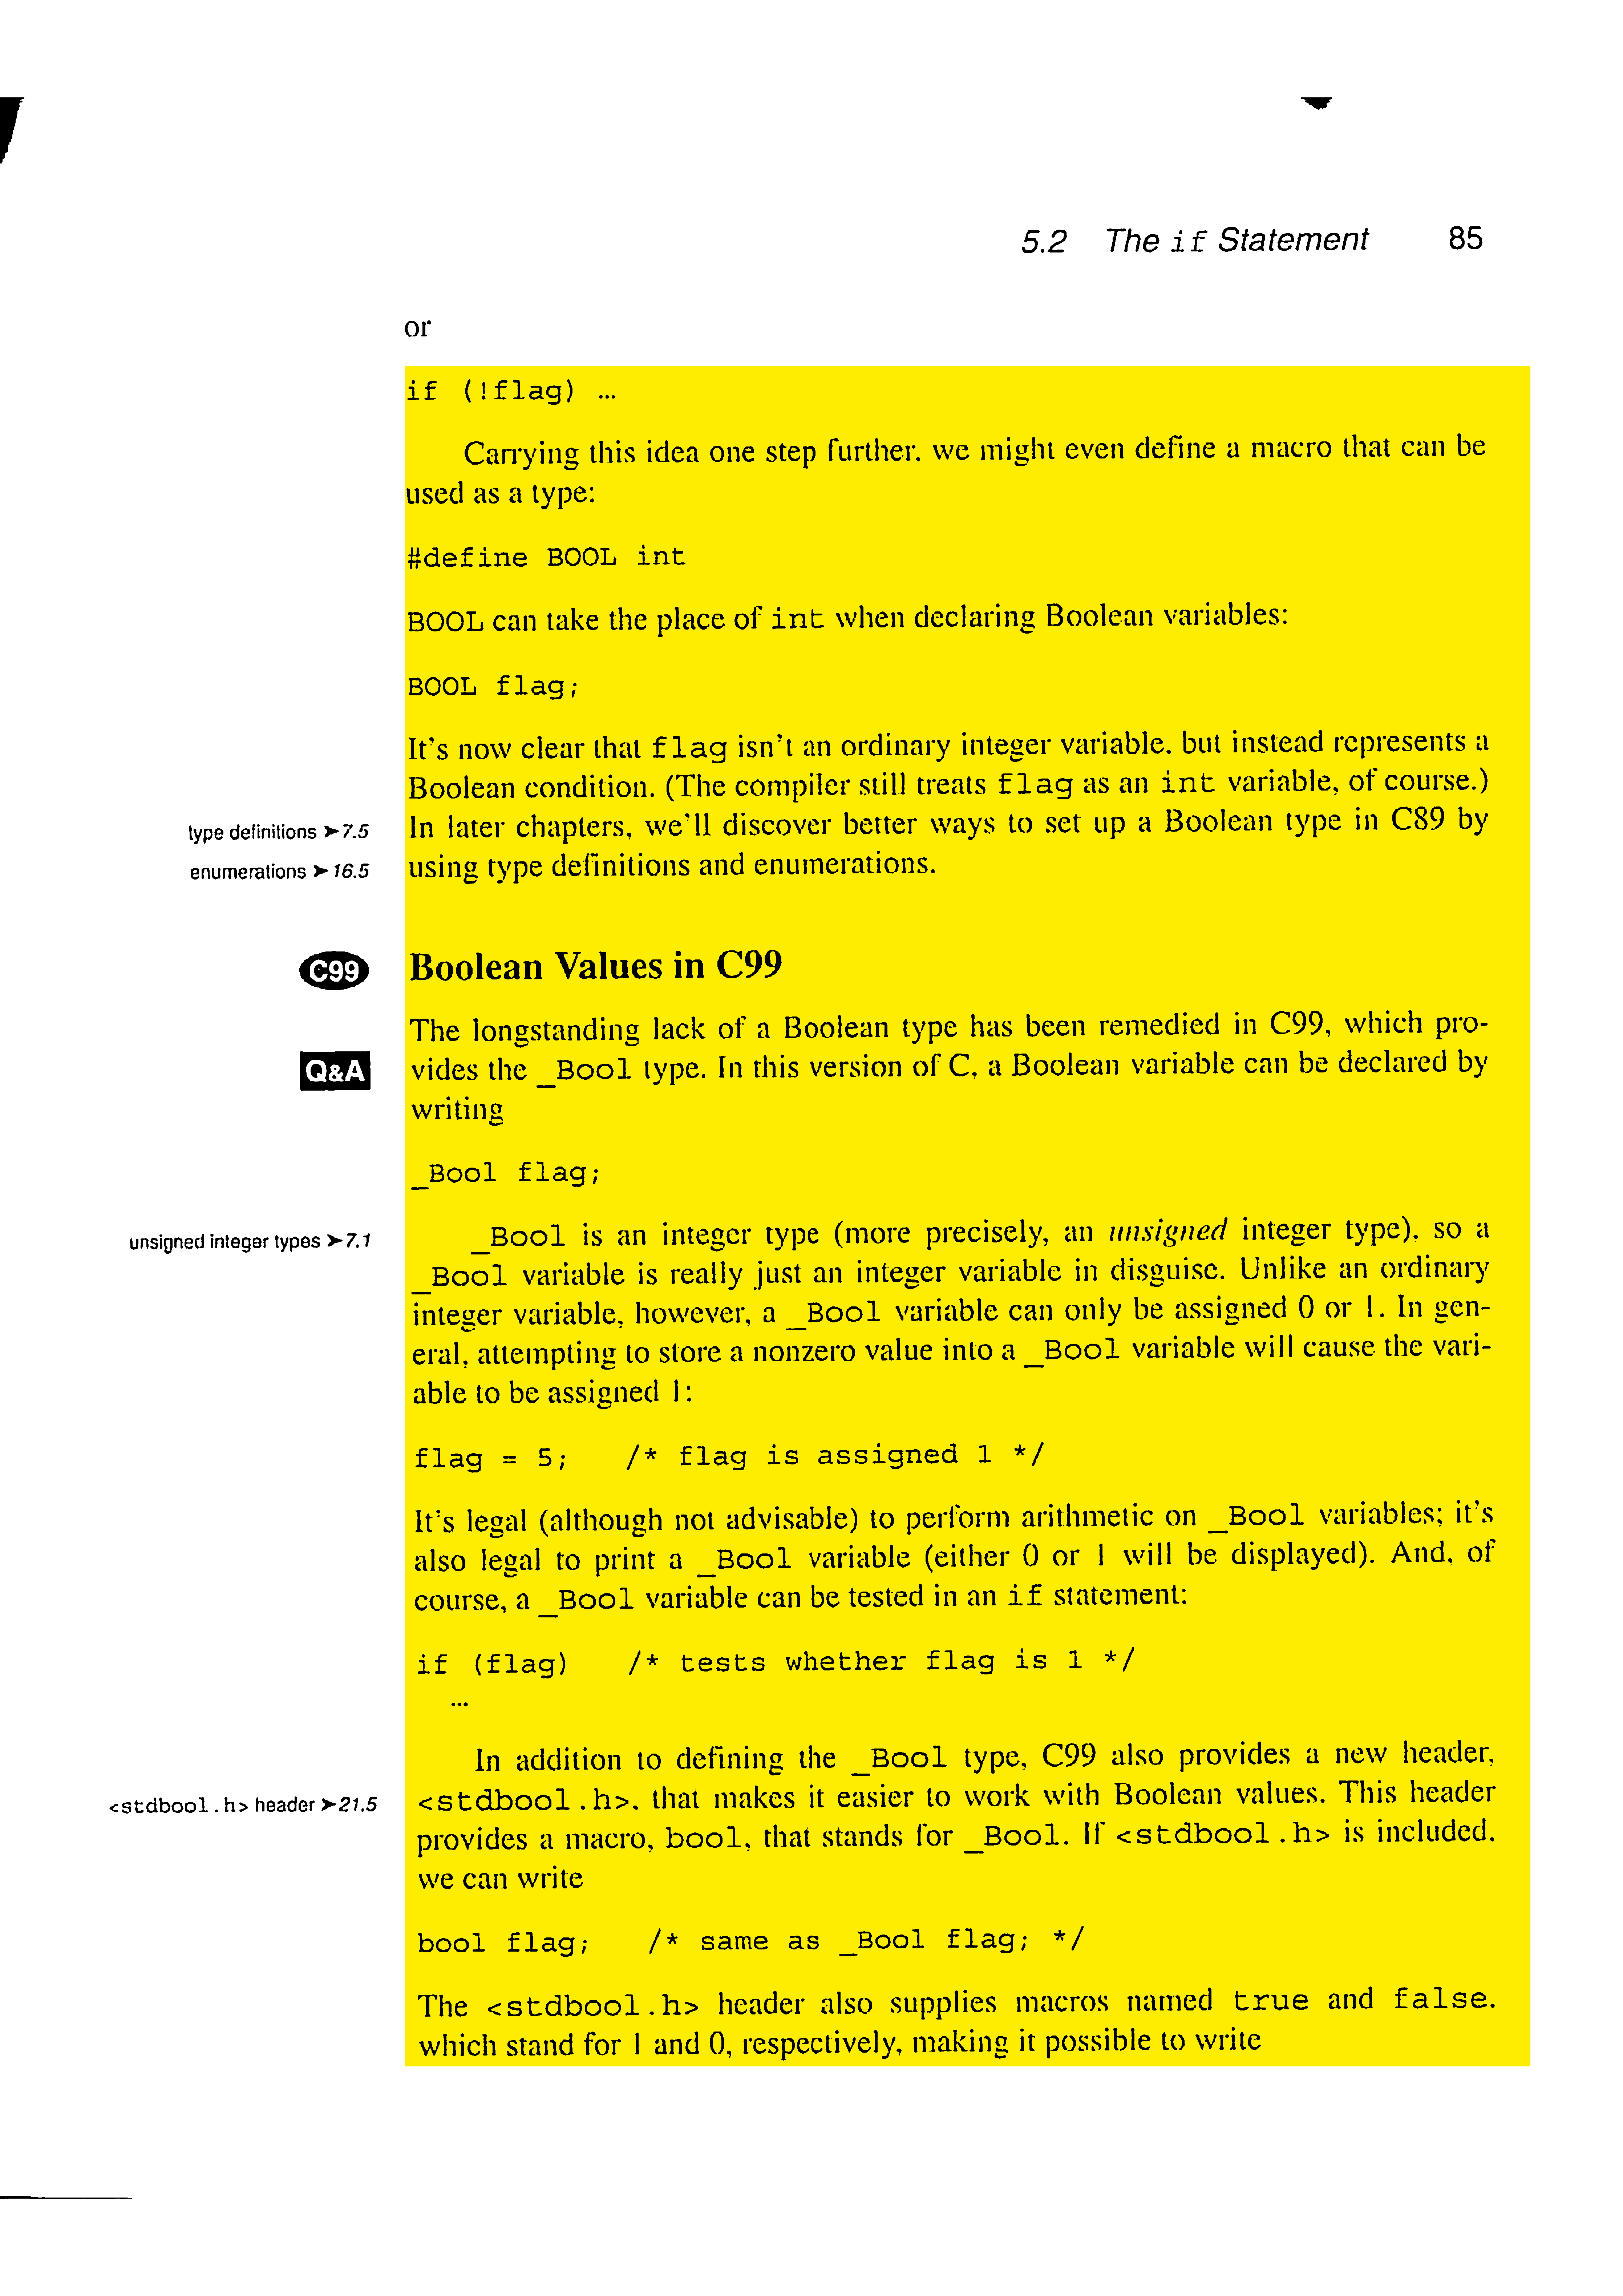 5.2 The if Statement 85
or
if (!flag) …
Carrying this idea one step further, we might even define a macro that can be
used as a type:
#define BOOL int
BOOL can take the place of int when declaring Boolean variables:
BOOL flag;
It's now clear that flag isn't an ordinary integer variable, but instead represents a
Boolean condition. (The compiler still treats flag as an int variable, of course.)
type definitions ➤7.5 In later chapters, we'll discover better ways to set up a Boolean type in C89 by
enumerations ➤16.5 using type definitions and enumerations.
C99 Boolean Values in C99
The longstanding lack of a Boolean type has been remedied in C99, which pro-
Q&A vides the _Bool type. In this version of C, a Boolean variable can be declared by
writing
_Bool flag;
unsigned integer types ➤7.1 _Bool is an integer type (more precisely, an unsigned integer type), so a
_Bool variable is really just an integer variable in disguise. Unlike an ordinary
integer variable, however, a _Bool variable can only be assigned 0 or 1. In gen-
eral, attempting to store a nonzero value into a _Bool variable will cause the vari-
able to be assigned 1:
flag = 5; /* flag is assigned 1 */
It's legal (although not advisable) to perform arithmetic on _Bool variables; it's
also legal to print a _Bool variable (either 0 or 1 will be displayed). And, of
course, a _Bool variable can be tested in an if statement:
if (flag) /* tests whether flag is 1 */
…
In addition to defining the _Bool type, C99 also provides a new header,
<stdbool.h> header ➤21.5 <stdbool.h>, that makes it easier to work with Boolean values. This header
provides a macro, bool, that stands for _Bool. If <stdbool.h> is included,
we can write
bool flag; /* same as _Bool flag; */
The <stdbool.h> header also supplies macros named true and false,
which stand for 1 and 0, respectively, making it possible to write